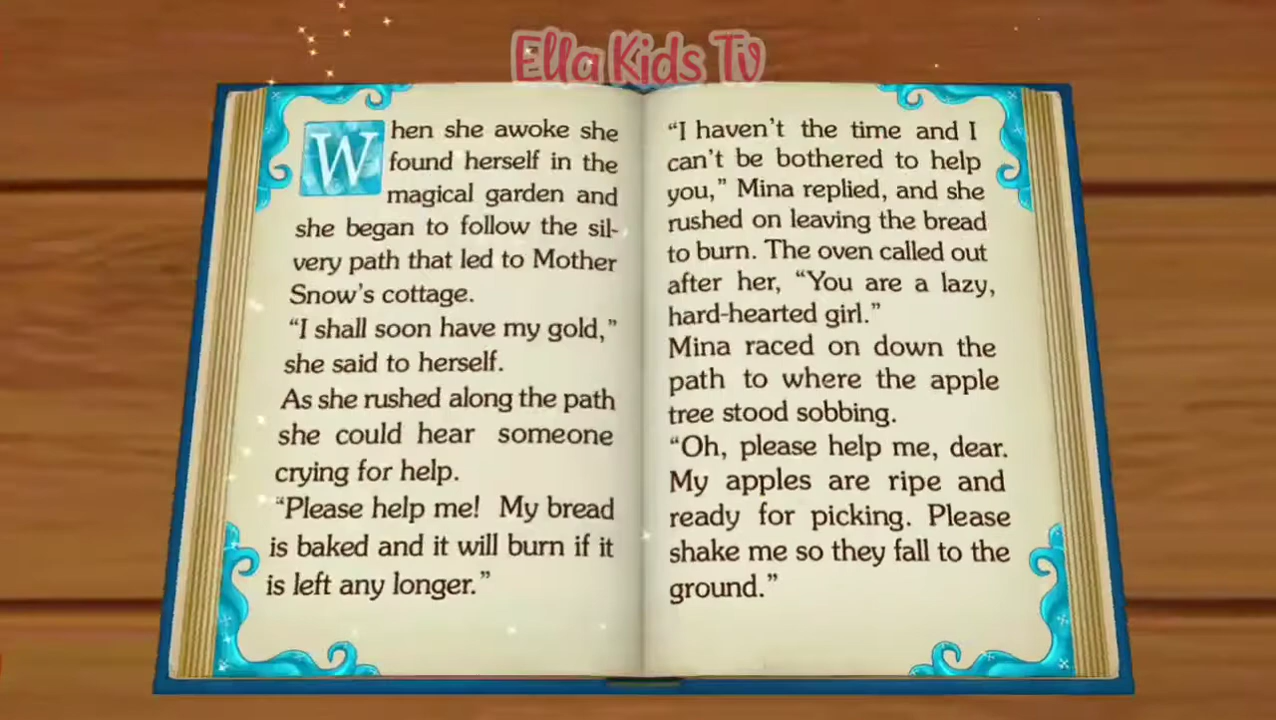 Ella Kids Tv
When she awoke she
found herself in the
magical garden and
she began to follow the sil-
very path that led to Mother
Snow's cottage.
“I shall soon have my gold,”
she said to herself.
As she rushed along the path
she could hear someone
crying for help.
“Please help me! My bread
is baked and it will burn if it
is left any longer.”
“I haven't the time and I
can't be bothered to help
you,” Mina replied, and she
rushed on leaving the bread
to burn. The oven called out
after her, “You are a lazy,
hard-hearted girl.”
Mina raced on down the
path to where the apple
tree stood sobbing.
“Oh, please help me, dear.
My apples are ripe and
ready for picking. Please
shake me so they fall to the
ground.”